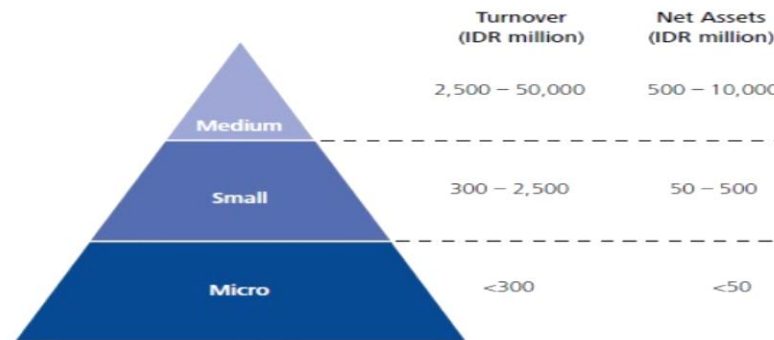 Turnover Net Assets
(IDR million) (IDR million)
2,500 – 50,000 500 – 10,000
Medium
Small 300 – 2,500 50 – 500
Micro <300 <50